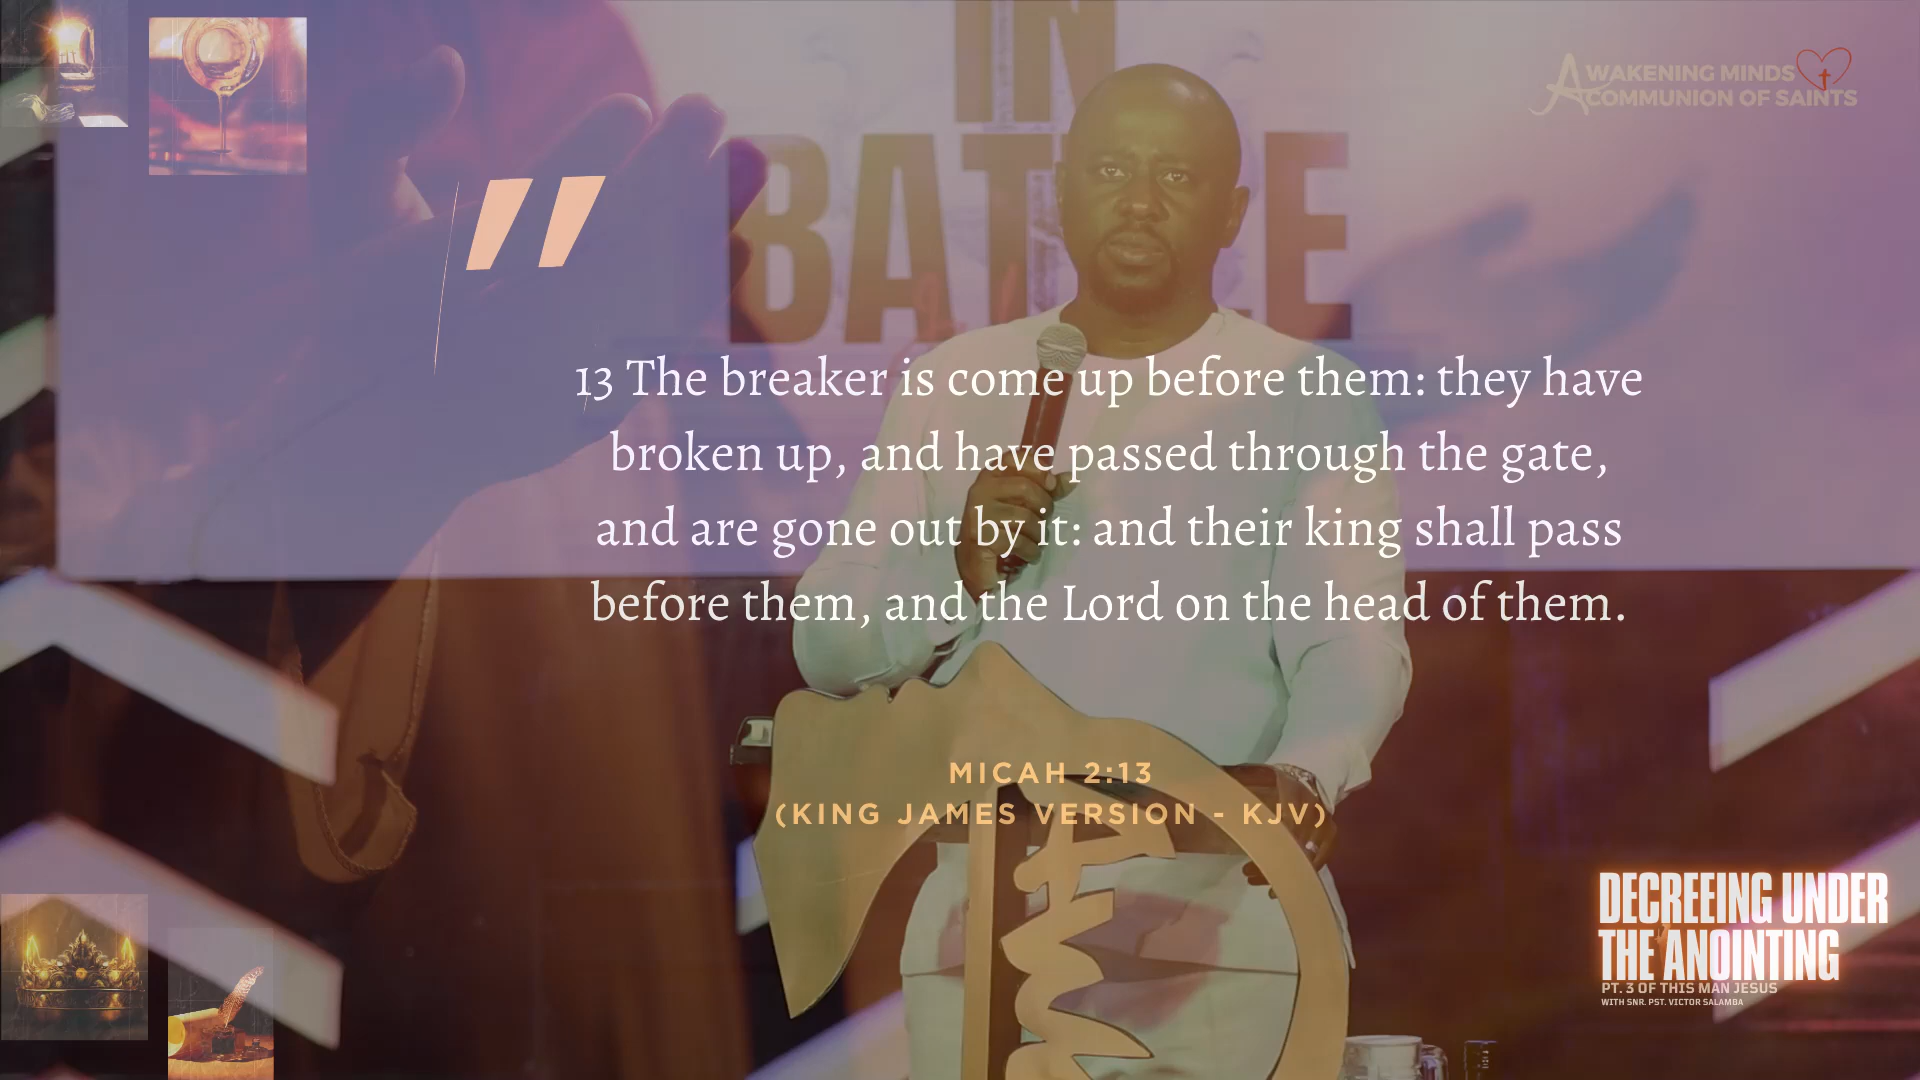 IN
BATTLE
AWAKENING MINDS
COMMUNION OF SAINTS
"
13 The breaker is come up before them: they have
broken up, and have passed through the gate,
and are gone out by it: and their king shall pass
before them, and the Lord on the head of them.
MICAH 2:13
(KING JAMES VERSION - KJV)
DECREEING UNDER
THE ANOINTING
PT. 3 OF THIS MAN JESUS
WITH SNR. PST. VICTOR SALAMBA